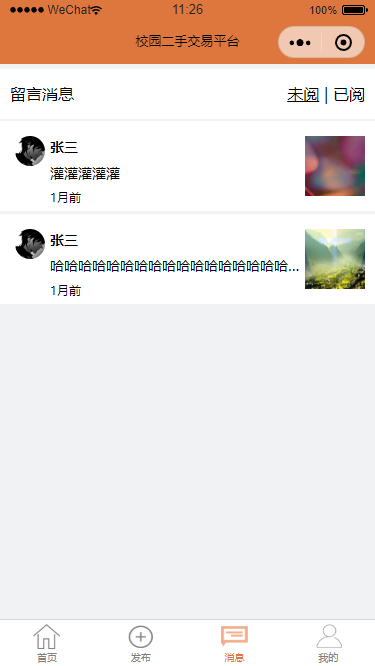 ●●●●● WeChat 11:26 100%
校园二手交易平台
留言消息 未阅 | 已阅
张三
灌灌灌灌灌
1月前
张三
哈哈哈哈哈哈哈哈哈哈哈哈哈哈哈哈哈...
1月前
首页 发布 消息 我的